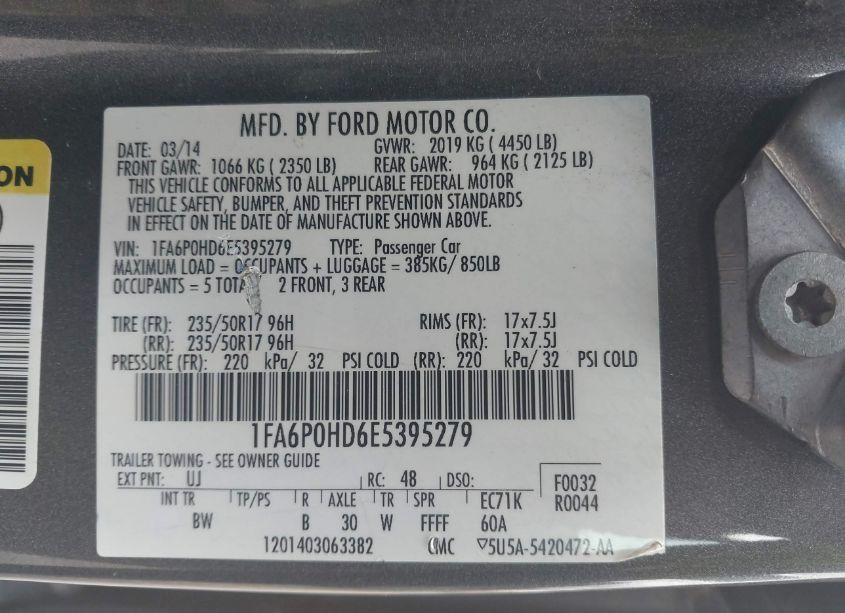 ON
MFD. BY FORD MOTOR CO.
DATE: 03/14 GVWR: 2019 KG ( 4450 LB)
FRONT GAWR: 1066 KG ( 2350 LB) REAR GAWR: 964 KG ( 2125 LB)
THIS VEHICLE CONFORMS TO ALL APPLICABLE FEDERAL MOTOR
VEHICLE SAFETY, BUMPER, AND THEFT PREVENTION STANDARDS
IN EFFECT ON THE DATE OF MANUFACTURE SHOWN ABOVE.
VIN: 1FA6P0HD6E5395279 TYPE: Passenger Car
MAXIMUM LOAD = OCCUPANTS + LUGGAGE = 385KG/ 850LB
OCCUPANTS = 5 TOTAL 2 FRONT, 3 REAR
TIRE (FR): 235/50R17 96H RIMS (FR): 17x7.5J
(RR): 235/50R17 96H (RR): 17x7.5J
PRESSURE (FR): 220 kPa/ 32 PSI COLD (RR): 220 kPa/ 32 PSI COLD
1FA6P0HD6E5395279
TRAILER TOWING - SEE OWNER GUIDE
EXT PNT: UJ RC: 48 DSO: F0032
INT TR TP/PS R AXLE TR SPR EC71K R0044
BW B 30 W FFFF 60A
1201403063382 CMC ▽5U5A-5420472-AA